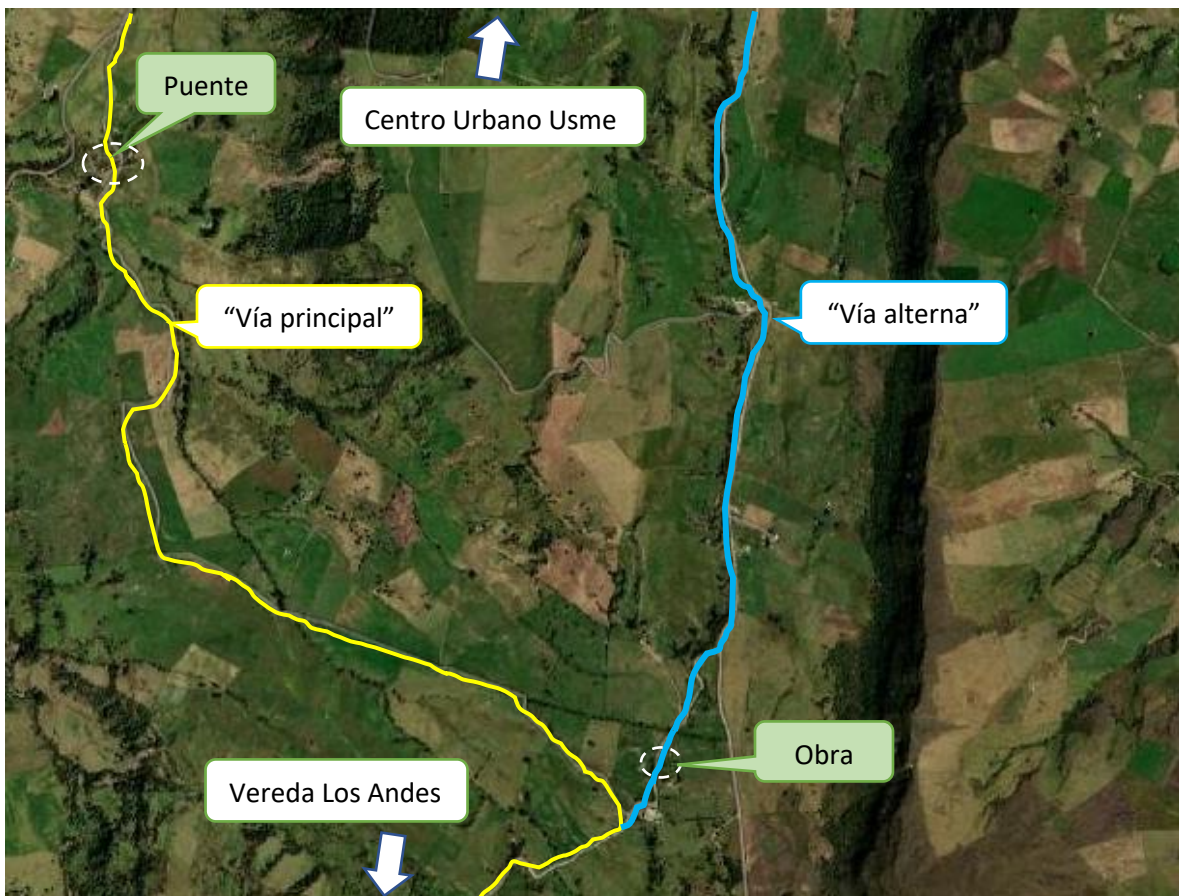 Puente
Centro Urbano Usme
“Vía principal”
“Vía alterna”
Obra
Vereda Los Andes